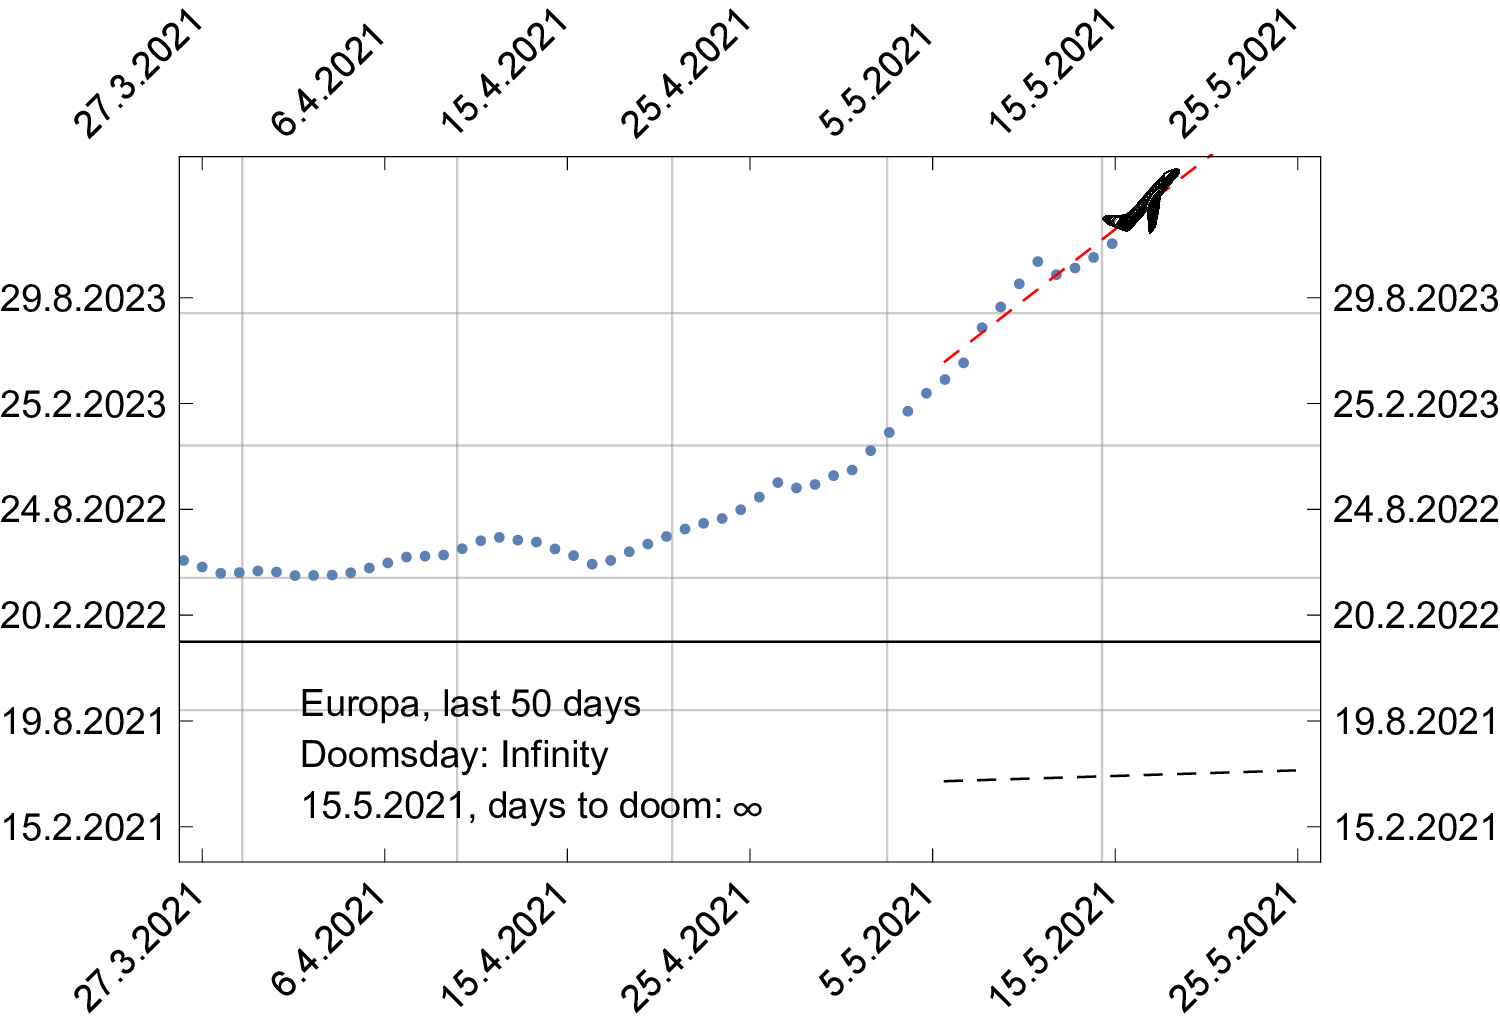 27.3.2021 6.4.2021 15.4.2021 25.4.2021 5.5.2021 15.5.2021 25.5.2021
29.8.2023 29.8.2023
25.2.2023 25.2.2023
24.8.2022 24.8.2022
20.2.2022 20.2.2022
Europa, last 50 days
19.8.2021 19.8.2021
Doomsday: Infinity
15.5.2021, days to doom: ∞
15.2.2021 15.2.2021
27.3.2021 6.4.2021 15.4.2021 25.4.2021 5.5.2021 15.5.2021 25.5.2021